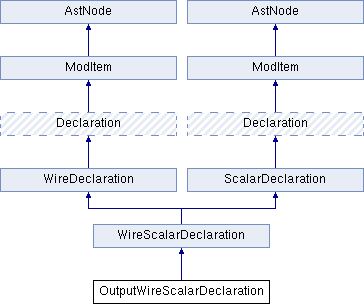 AstNode AstNode
ModItem ModItem
Declaration Declaration
WireDeclaration ScalarDeclaration
WireScalarDeclaration
OutputWireScalarDeclaration